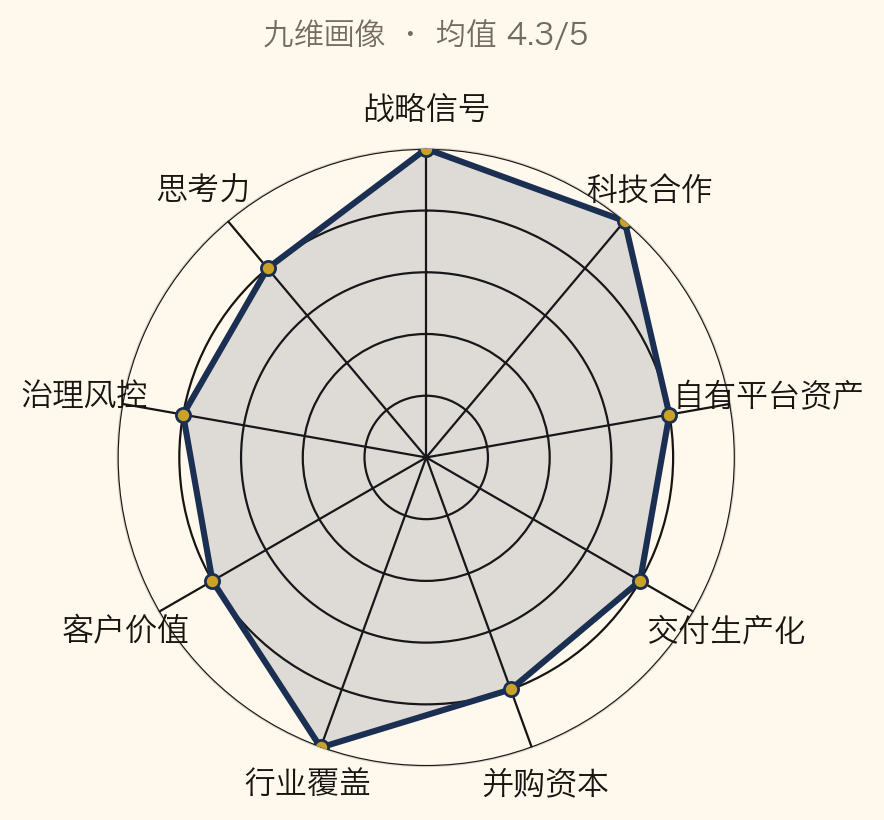 九维画像 · 均值 4.3/5
战略信号
思考力
科技合作
治理风控
自有平台资产
客户价值
交付生产化
行业覆盖
并购资本